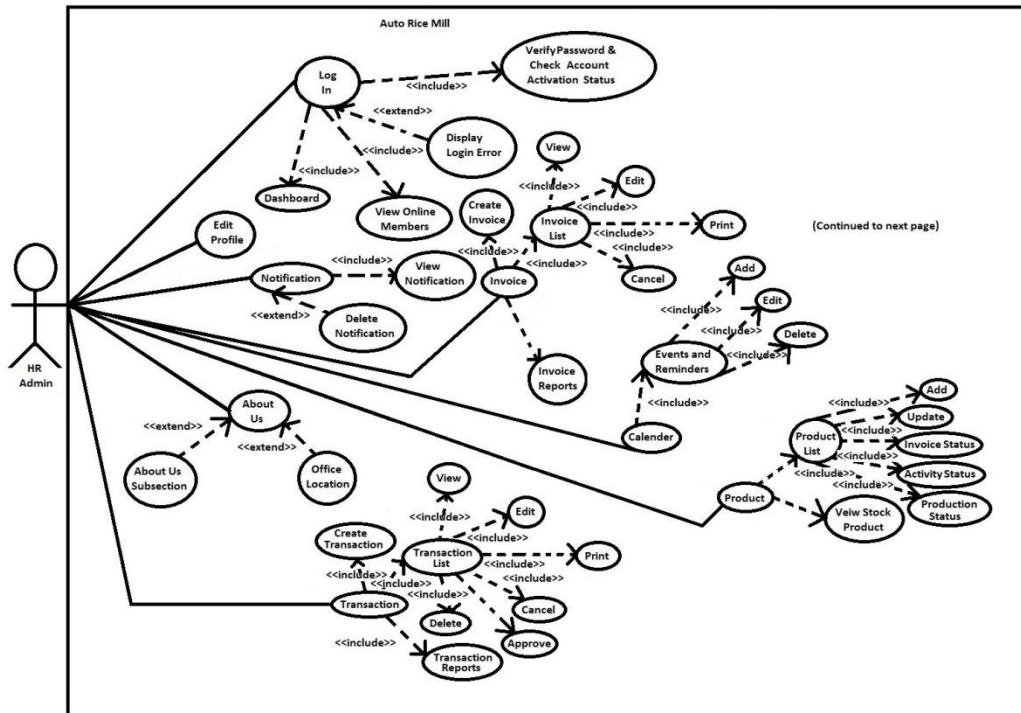 Auto Rice Mill
Log
In
<<include>>
Verify Password &
Check Account
Activation Status
<<extend>>
Display
Login Error
<<include>>
<<include>>
Dashboard
View Online
Members
Edit
Profile
Notification
<<include>>
View
Notification
<<extend>>
Delete
Notification
HR
Admin
Create
Invoice
<<include>>
Invoice
<<include>>
Invoice
List
<<include>>
View
<<include>>
Edit
<<include>>
Print
Cancel
Invoice
Reports
(Continued to next page)
Add
<<include>>
Edit
<<include>>
Delete
<<include>>
Events and
Reminders
<<include>>
Calender
About
Us
<<extend>>
<<extend>>
About Us
Subsection
Office
Location
Product
List
<<include>>
Add
<<include>>
Update
<<include>>
Invoice Status
<<include>>
Activity Status
<<include>>
Production
Status
<<include>>
Product
Veiw Stock
Product
View
<<include>>
Edit
<<include>>
Create
Transaction
Transaction
List
<<include>>
Print
<<include>>
<<include>>
<<include>>
<<include>>
Transaction
Cancel
Delete
Approve
<<include>>
Transaction
Reports